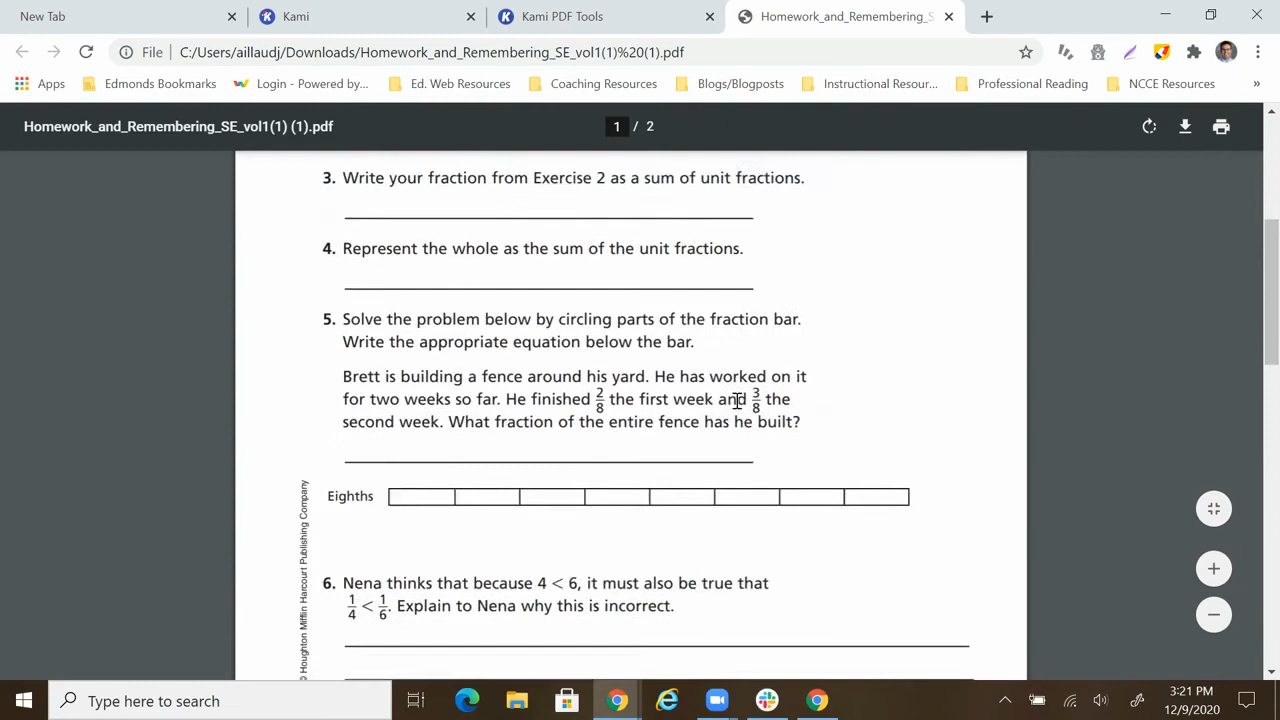 New Tab
Kami
Kami PDF Tools
Homework_and_Remembering_S
File
C:/Users/aillaudj/Downloads/Homework_and_Remembering_SE_vol1(1)%20(1).pdf
Apps
Edmonds Bookmarks
Login - Powered by...
Ed. Web Resources
Coaching Resources
Blogs/Blogposts
Instructional Resour...
Professional Reading
NCCE Resources
»
Homework_and_Remembering_SE_vol1(1) (1).pdf
1 / 2
3. Write your fraction from Exercise 2 as a sum of unit fractions.
4. Represent the whole as the sum of the unit fractions.
5. Solve the problem below by circling parts of the fraction bar.
Write the appropriate equation below the bar.
Brett is building a fence around his yard. He has worked on it
for two weeks so far. He finished 2/8 the first week and 3/8 the
second week. What fraction of the entire fence has he built?
Eighths
6. Nena thinks that because 4 < 6, it must also be true that
1/4 < 1/6. Explain to Nena why this is incorrect.
© Houghton Mifflin Harcourt Publishing Company
Type here to search
3:21 PM
12/9/2020